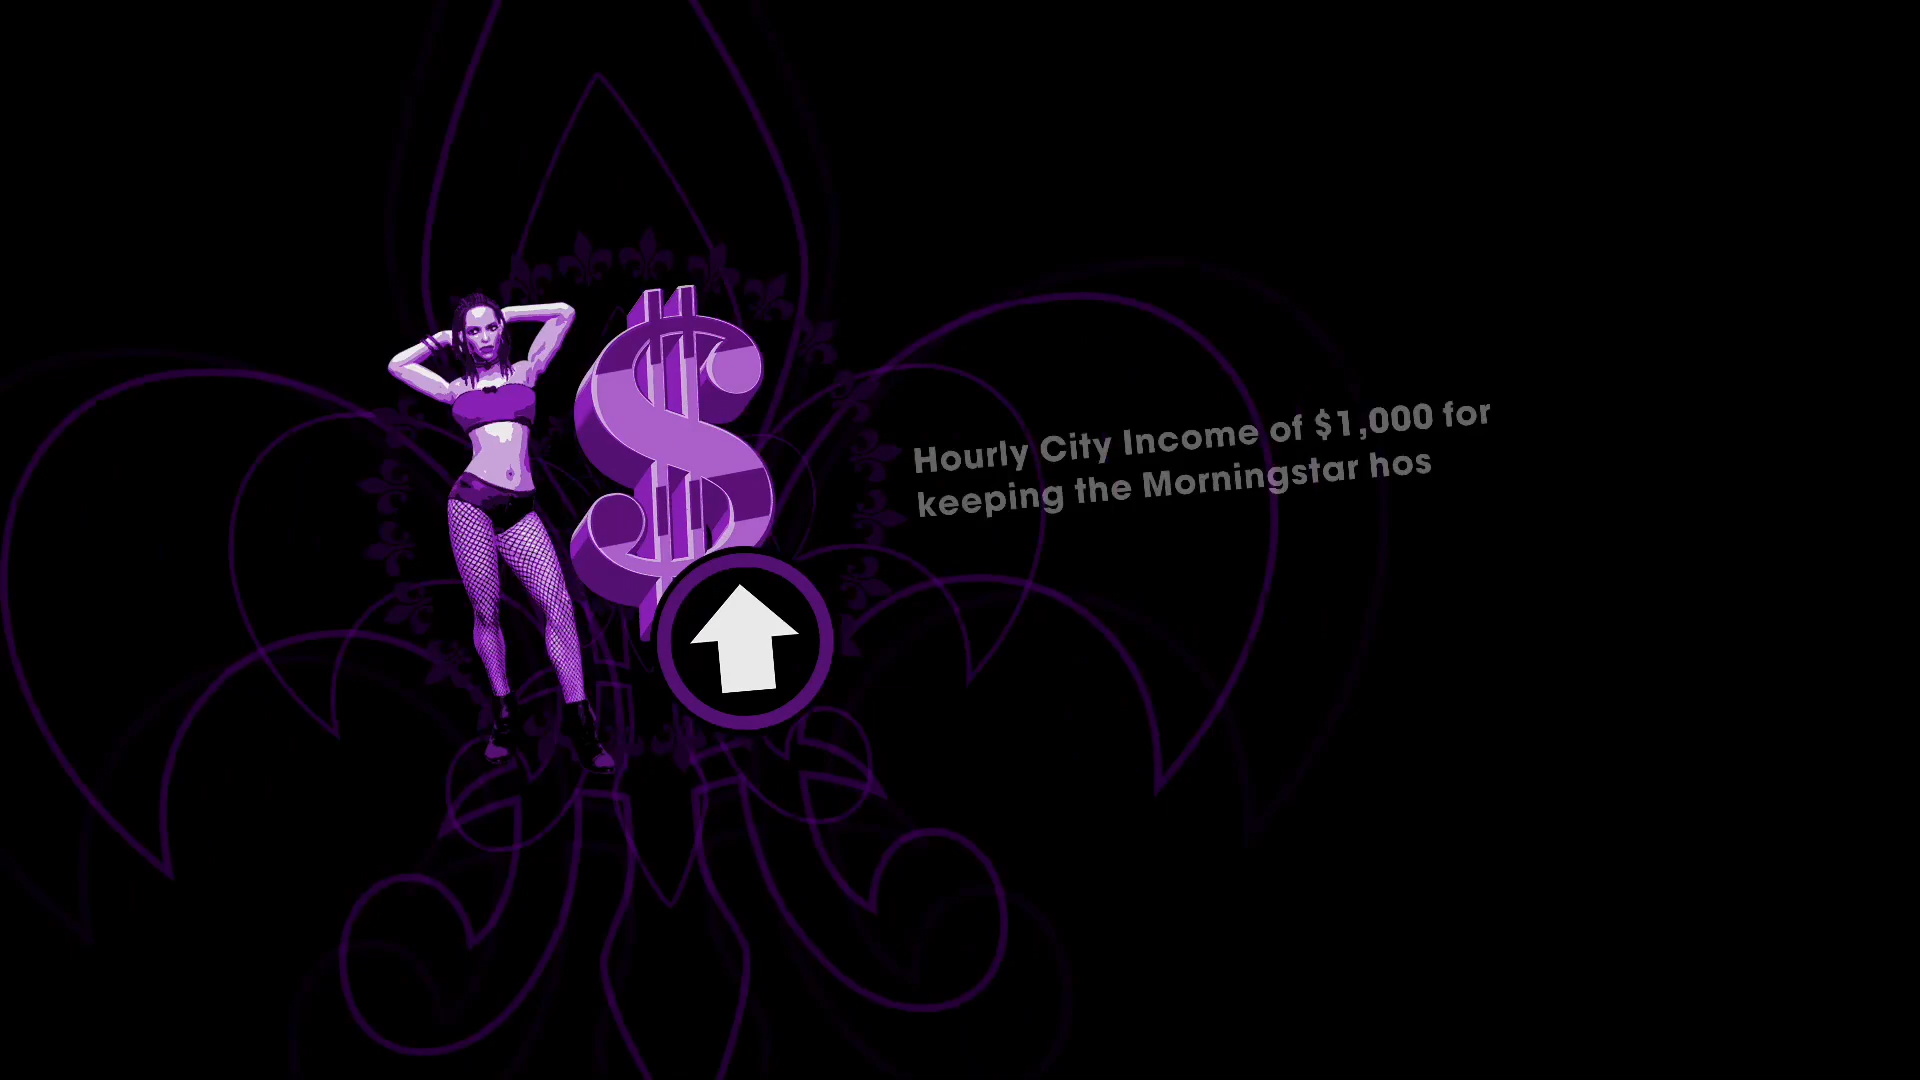 Hourly City Income of $1,000 for
keeping the Morningstar hos